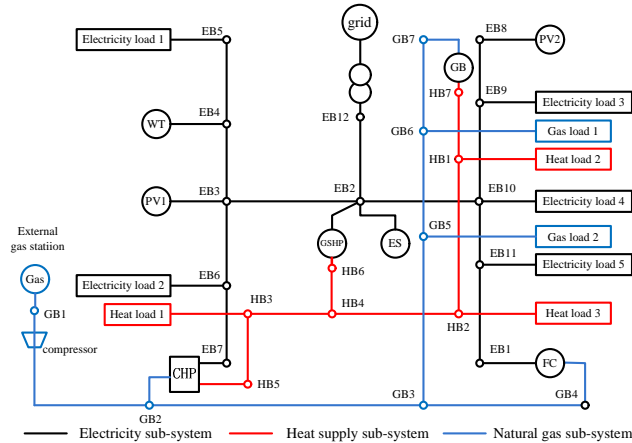 grid
EB5
GB7
EB8
Electricity load 1
GB
PV2
HB7
EB9
EB4
Electricity load 3
WT
EB12
GB6
Gas load 1
HB1
Heat load 2
EB3
EB2
EB10
PV1
Electricity load 4
External
gas statiion
GSHP
ES
GB5
Gas load 2
EB11
Electricity load 5
Gas
EB6
HB6
Electricity load 2
HB3
HB4
GB1
Heat load 1
HB2
Heat load 3
compressor
EB7
EB1
CHP
FC
HB5
GB3
GB4
GB2
Electricity sub-system
Heat supply sub-system
Natural gas sub-system